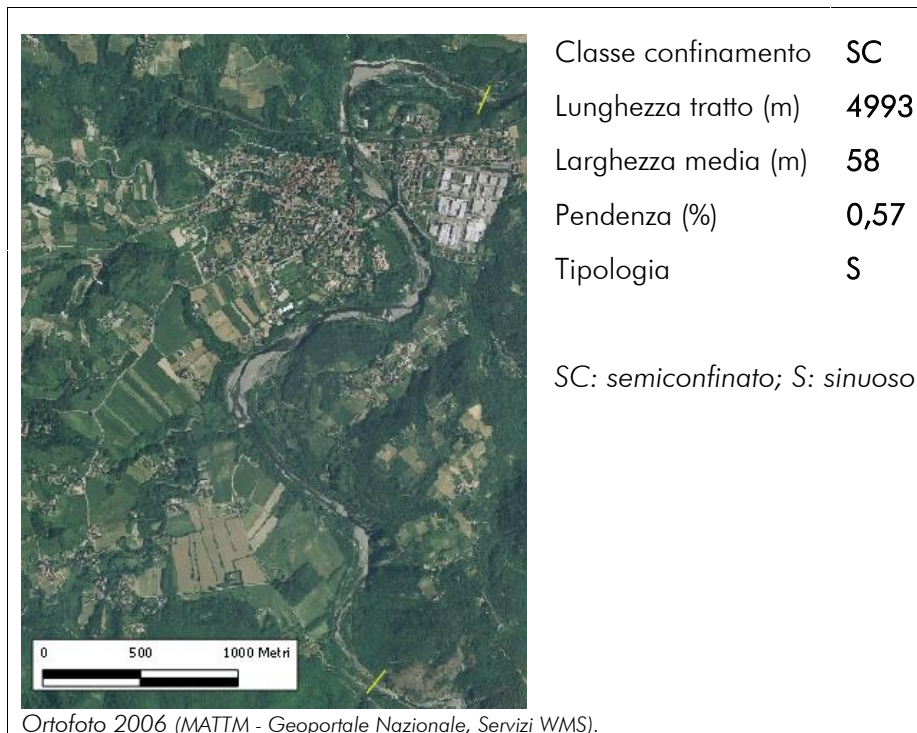 Classe confinamento SC
Lunghezza tratto (m) 4993
Larghezza media (m) 58
Pendenza (%) 0,57
Tipologia S
SC: semiconfinato; S: sinuoso
0 500 1000 Metri
Ortofoto 2006 (MATTM - Geoportale Nazionale, Servizi WMS).